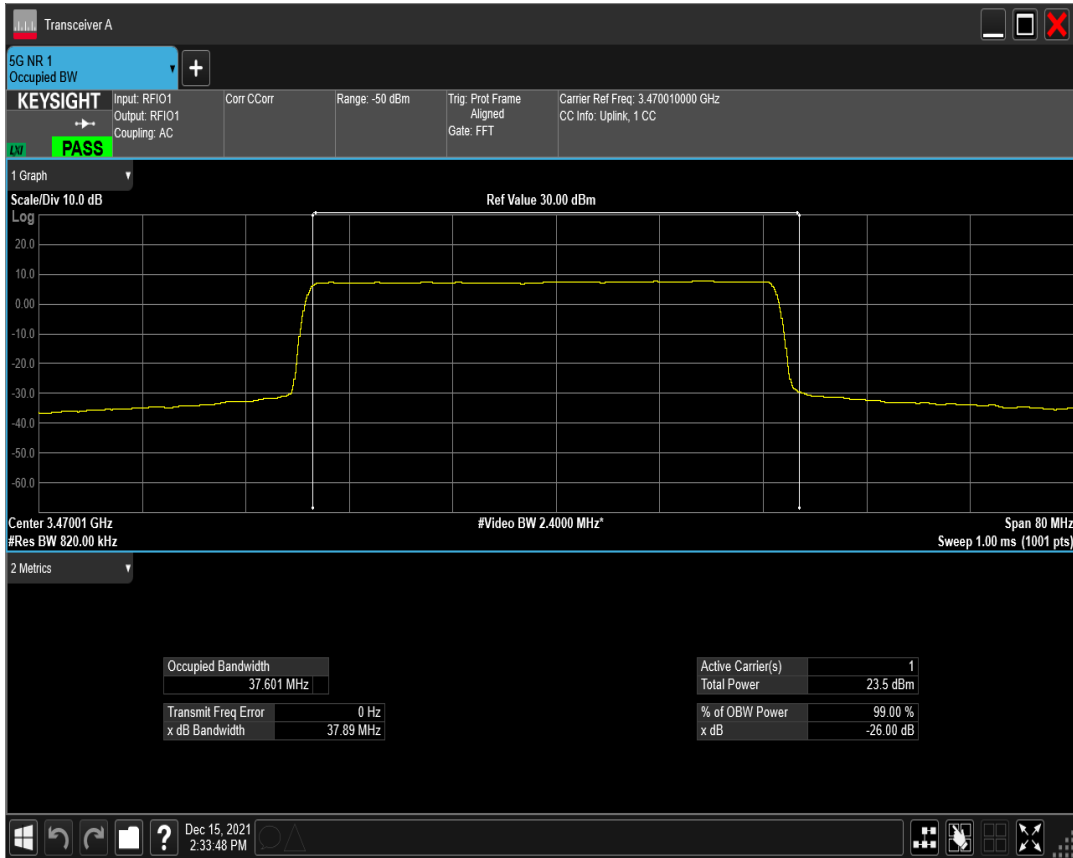 Transceiver A
5G NR 1
Occupied BW
KEYSIGHT
LXI
PASS
Input: RFIO1
Output: RFIO1
Coupling: AC
Corr CCorr
Range: -50 dBm
Trig: Prot Frame
Aligned
Gate: FFT
Carrier Ref Freq: 3.470010000 GHz
CC Info: Uplink, 1 CC
1 Graph
Scale/Div 10.0 dB
Ref Value 30.00 dBm
Log
20.0
10.0
0.00
-10.0
-20.0
-30.0
-40.0
-50.0
-60.0
Center 3.47001 GHz
#Video BW 2.4000 MHz*
Span 80 MHz
#Res BW 820.00 kHz
Sweep 1.00 ms (1001 pts)
2 Metrics
Occupied Bandwidth
37.601 MHz
Transmit Freq Error 0 Hz
x dB Bandwidth 37.89 MHz
Active Carrier(s) 1
Total Power 23.5 dBm
% of OBW Power 99.00 %
x dB -26.00 dB
?
Dec 15, 2021
2:33:48 PM